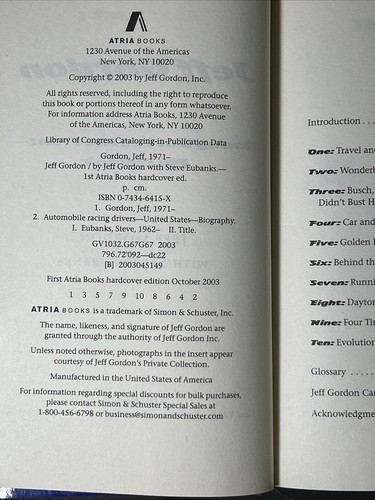 ATRIA BOOKS
1230 Avenue of the Americas
New York, NY 10020
Copyright © 2003 by Jeff Gordon, Inc.
All rights reserved, including the right to reproduce
this book or portions thereof in any form whatsoever.
For information address Atria Books, 1230 Avenue
of the Americas, New York, NY 10020
Library of Congress Cataloging-in-Publication Data
Gordon, Jeff, 1971–
Jeff Gordon / by Jeff Gordon with Steve Eubanks.—
1st Atria Books hardcover ed.
p. cm.
ISBN 0-7434-6415-X
1. Gordon, Jeff, 1971–
2. Automobile racing drivers—United States—Biography.
I. Eubanks, Steve, 1962– II. Title.
GV1032.G67G67 2003
796.72'092—dc22
[B] 2003045149
First Atria Books hardcover edition October 2003
1 3 5 7 9 10 8 6 4 2
ATRIA BOOKS is a trademark of Simon & Schuster, Inc.
The name, likeness, and signature of Jeff Gordon are
granted through the authority of Jeff Gordon Inc.
Unless noted otherwise, photographs in the insert appear
courtesy of Jeff Gordon's Private Collection.
Manufactured in the United States of America
For information regarding special discounts for bulk purchases,
please contact Simon & Schuster Special Sales at
1-800-456-6798 or business@simonandschuster.com
Introduction . . .
One: Travel an
Two: Wonderl
Three: Busch,
Didn't Bust H
Four: Car and
Five: Golden
Six: Behind th
Seven: Runni
Eight: Dayton
Nine: Four Ti
Ten: Evolution
Glossary . . . .
Jeff Gordon Ca
Acknowledgme